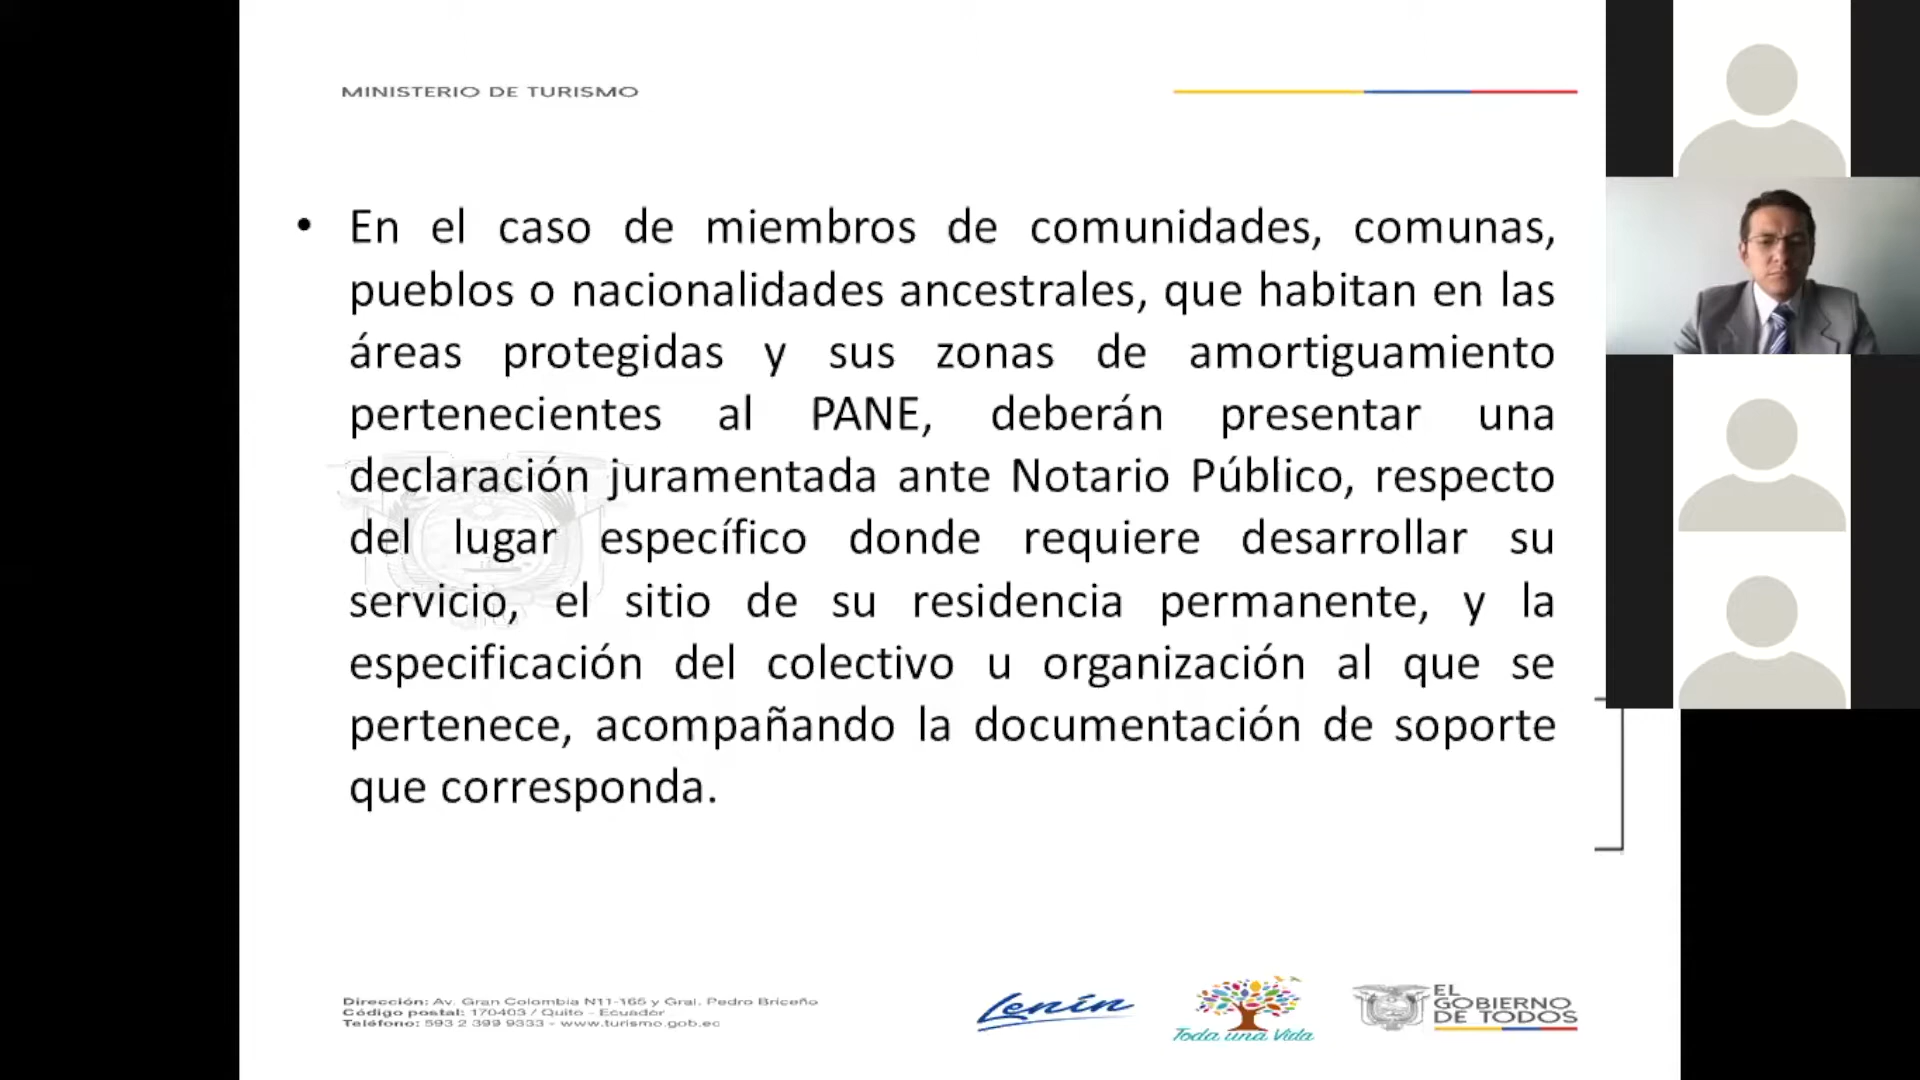 MINISTERIO DE TURISMO
• En el caso de miembros de comunidades, comunas,
pueblos o nacionalidades ancestrales, que habitan en las
áreas protegidas y sus zonas de amortiguamiento
pertenecientes al PANE, deberán presentar una
declaración juramentada ante Notario Público, respecto
del lugar específico donde requiere desarrollar su
servicio, el sitio de su residencia permanente, y la
especificación del colectivo u organización al que se
pertenece, acompañando la documentación de soporte
que corresponda.
Dirección: Av. Gran Colombia N11-165 y Gral. Pedro Briceño
Código postal: 170403 / Quito - Ecuador
Teléfono: 593 2 399 9333 - www.turismo.gob.ec
Lenín
Toda una Vida
EL
GOBIERNO
DE TODOS